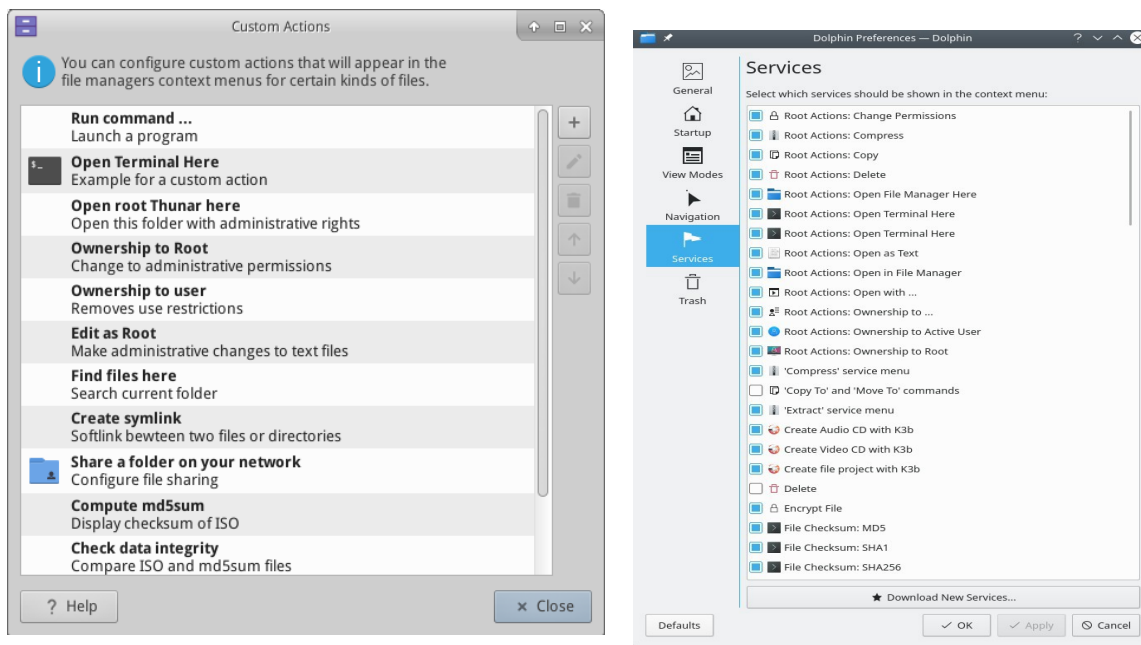 Custom Actions
You can configure custom actions that will appear in the
file managers context menus for certain kinds of files.
Run command ...
Launch a program
Open Terminal Here
Example for a custom action
Open root Thunar here
Open this folder with administrative rights
Ownership to Root
Change to administrative permissions
Ownership to user
Removes use restrictions
Edit as Root
Make administrative changes to text files
Find files here
Search current folder
Create symlink
Softlink bewteen two files or directories
Share a folder on your network
Configure file sharing
Compute md5sum
Display checksum of ISO
Check data integrity
Compare ISO and md5sum files
? Help
× Close
Dolphin Preferences — Dolphin
General
Startup
View Modes
Navigation
Services
Trash
Services
Select which services should be shown in the context menu:
Root Actions: Change Permissions
Root Actions: Compress
Root Actions: Copy
Root Actions: Delete
Root Actions: Open File Manager Here
Root Actions: Open Terminal Here
Root Actions: Open Terminal Here
Root Actions: Open as Text
Root Actions: Open in File Manager
Root Actions: Open with ...
Root Actions: Ownership to ...
Root Actions: Ownership to Active User
Root Actions: Ownership to Root
'Compress' service menu
'Copy To' and 'Move To' commands
'Extract' service menu
Create Audio CD with K3b
Create Video CD with K3b
Create file project with K3b
Delete
Encrypt File
File Checksum: MD5
File Checksum: SHA1
File Checksum: SHA256
★ Download New Services...
Defaults
OK
Apply
Cancel